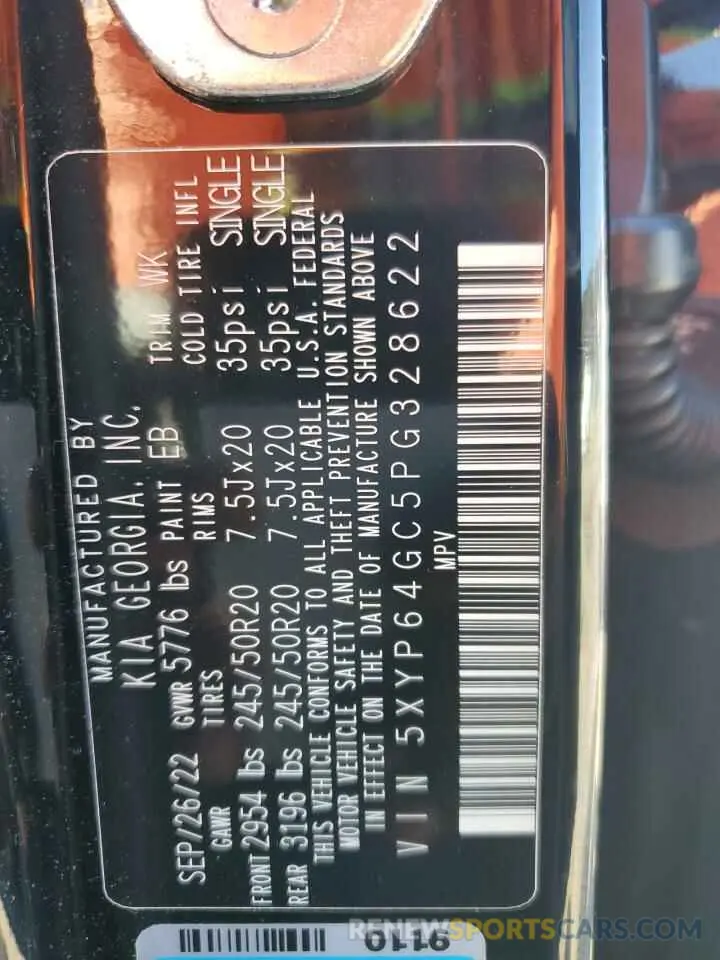 MANUFACTURED BY
KIA GEORGIA, INC.
SEP/26/22 GVWR 5776 lbs PAINT EB TRIM WK
GAWR TIRES RIMS COLD TIRE INFL
FRONT 2954 lbs 245/50R20 7.5Jx20 35psi SINGLE
REAR 3196 lbs 245/50R20 7.5Jx20 35psi SINGLE
THIS VEHICLE CONFORMS TO ALL APPLICABLE U.S.A. FEDERAL
MOTOR VEHICLE SAFETY AND THEFT PREVENTION STANDARDS
IN EFFECT ON THE DATE OF MANUFACTURE SHOWN ABOVE
VIN 5XYP64GC5PG328622
MPV
9110
RENEWSPORTSCARS.COM